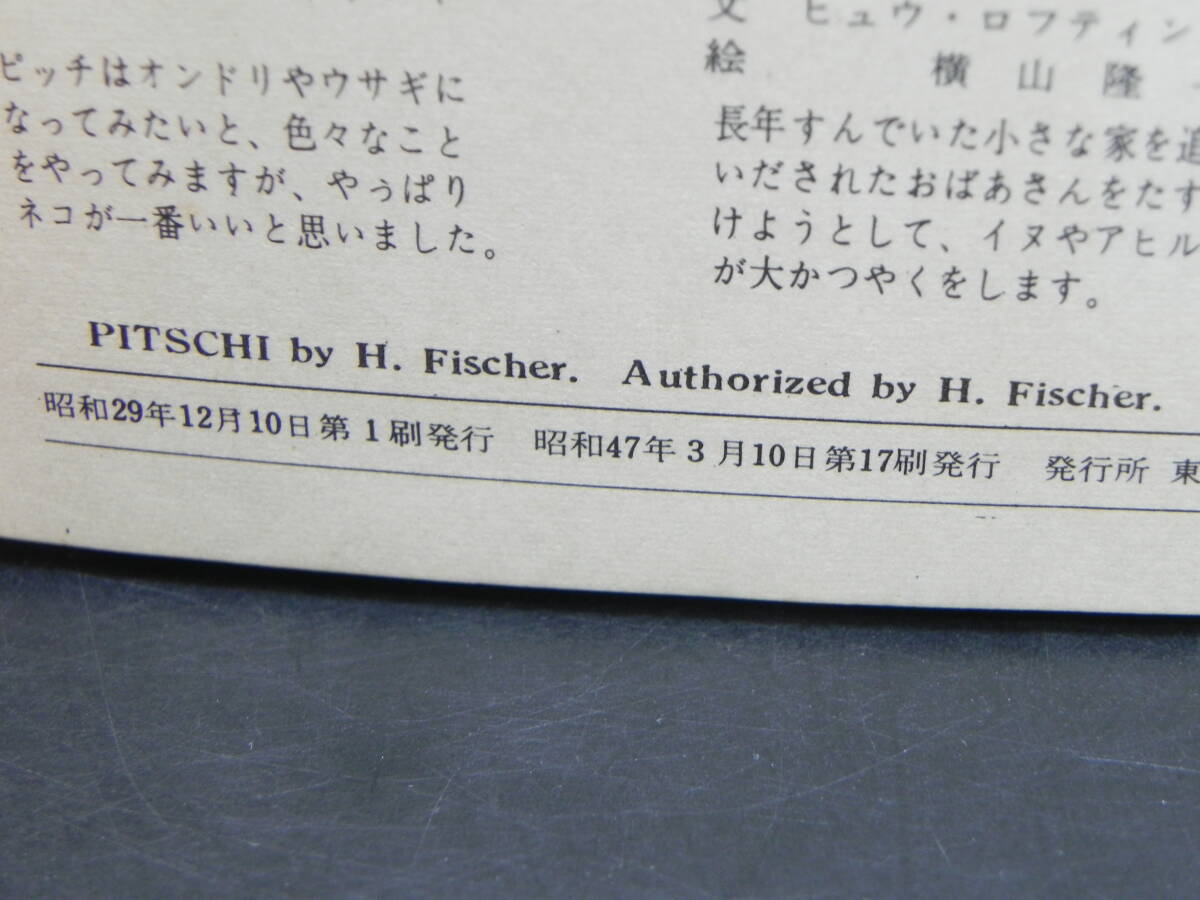 ピッチはオンドリやウサギに
なってみたいと、色々なこと
をやってみますが、やっぱり
ネコが一番いいと思いました。
文 ヒュウ・ロフティン
絵 横山隆
長年すんでいた小さな家を追
いだされたおばあさんをたす
けようとして、イヌやアヒル
が大かつやくをします。
PITSCHI by H. Fischer. Authorized by H. Fischer.
昭和29年12月10日第1刷発行 昭和47年3月10日第17刷発行 発行所 東